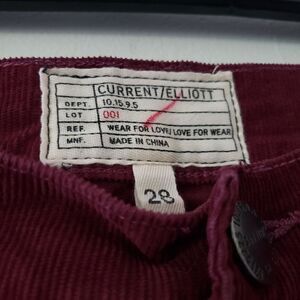 CURRENT/ELLIOTT
DEPT. 10.15.9.5
LOT 001
REF. WEAR FOR LOVE/ LOVE FOR WEAR
MNF. MADE IN CHINA
28